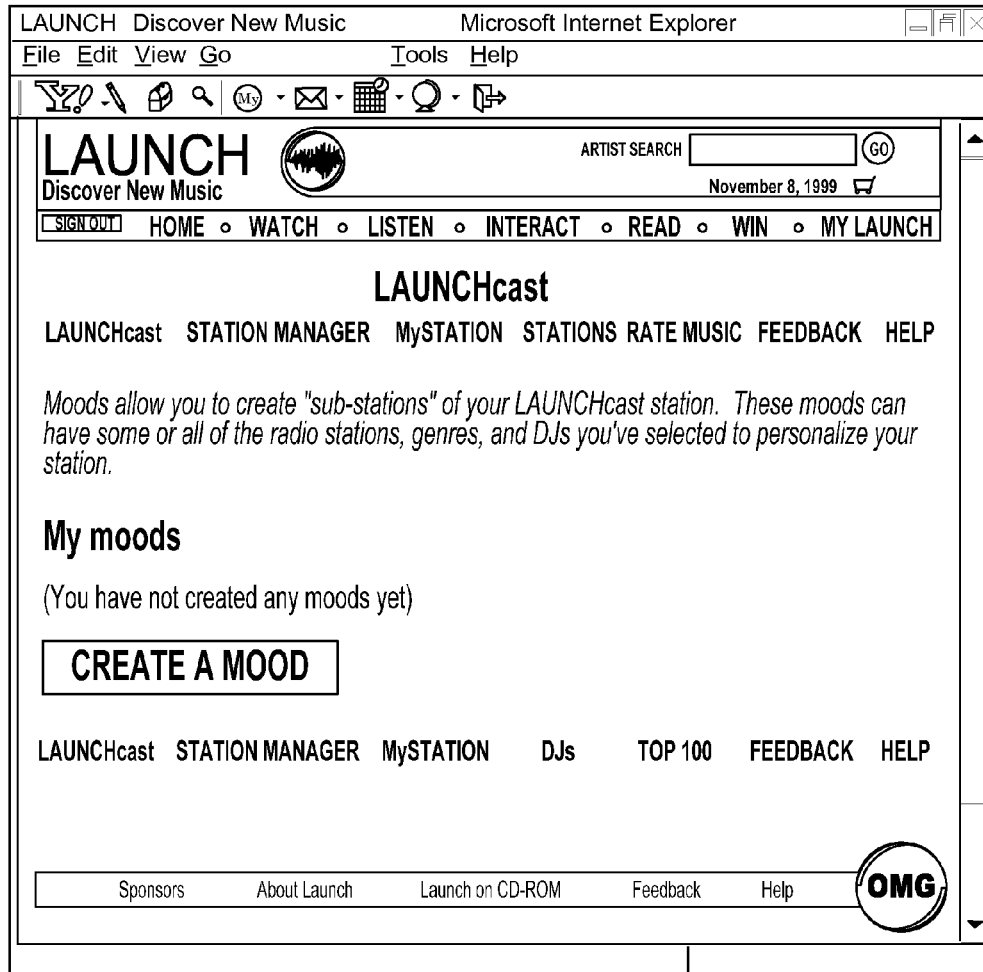 LAUNCH Discover New Music Microsoft Internet Explorer
File Edit View Go Tools Help
Y! My
LAUNCH
Discover New Music
ARTIST SEARCH GO
November 8, 1999
SIGN OUT HOME WATCH LISTEN INTERACT READ WIN MY LAUNCH
LAUNCHcast
LAUNCHcast STATION MANAGER MySTATION STATIONS RATE MUSIC FEEDBACK HELP
Moods allow you to create "sub-stations" of your LAUNCHcast station. These moods can
have some or all of the radio stations, genres, and DJs you've selected to personalize your
station.
My moods
(You have not created any moods yet)
CREATE A MOOD
LAUNCHcast STATION MANAGER MySTATION DJs TOP 100 FEEDBACK HELP
Sponsors About Launch Launch on CD-ROM Feedback Help OMG